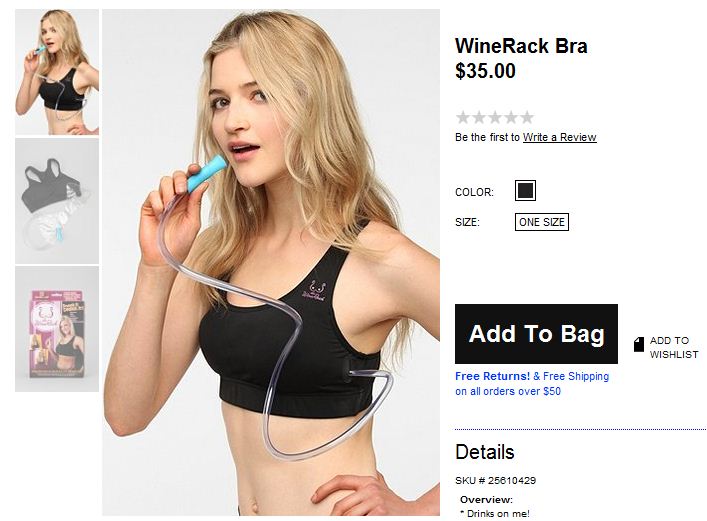 WineRack Bra
$35.00
Be the first to Write a Review
COLOR:
SIZE: ONE SIZE
Add To Bag
ADD TO
WISHLIST
Free Returns! & Free Shipping
on all orders over $50
Details
SKU # 25610429
Overview:
* Drinks on me!